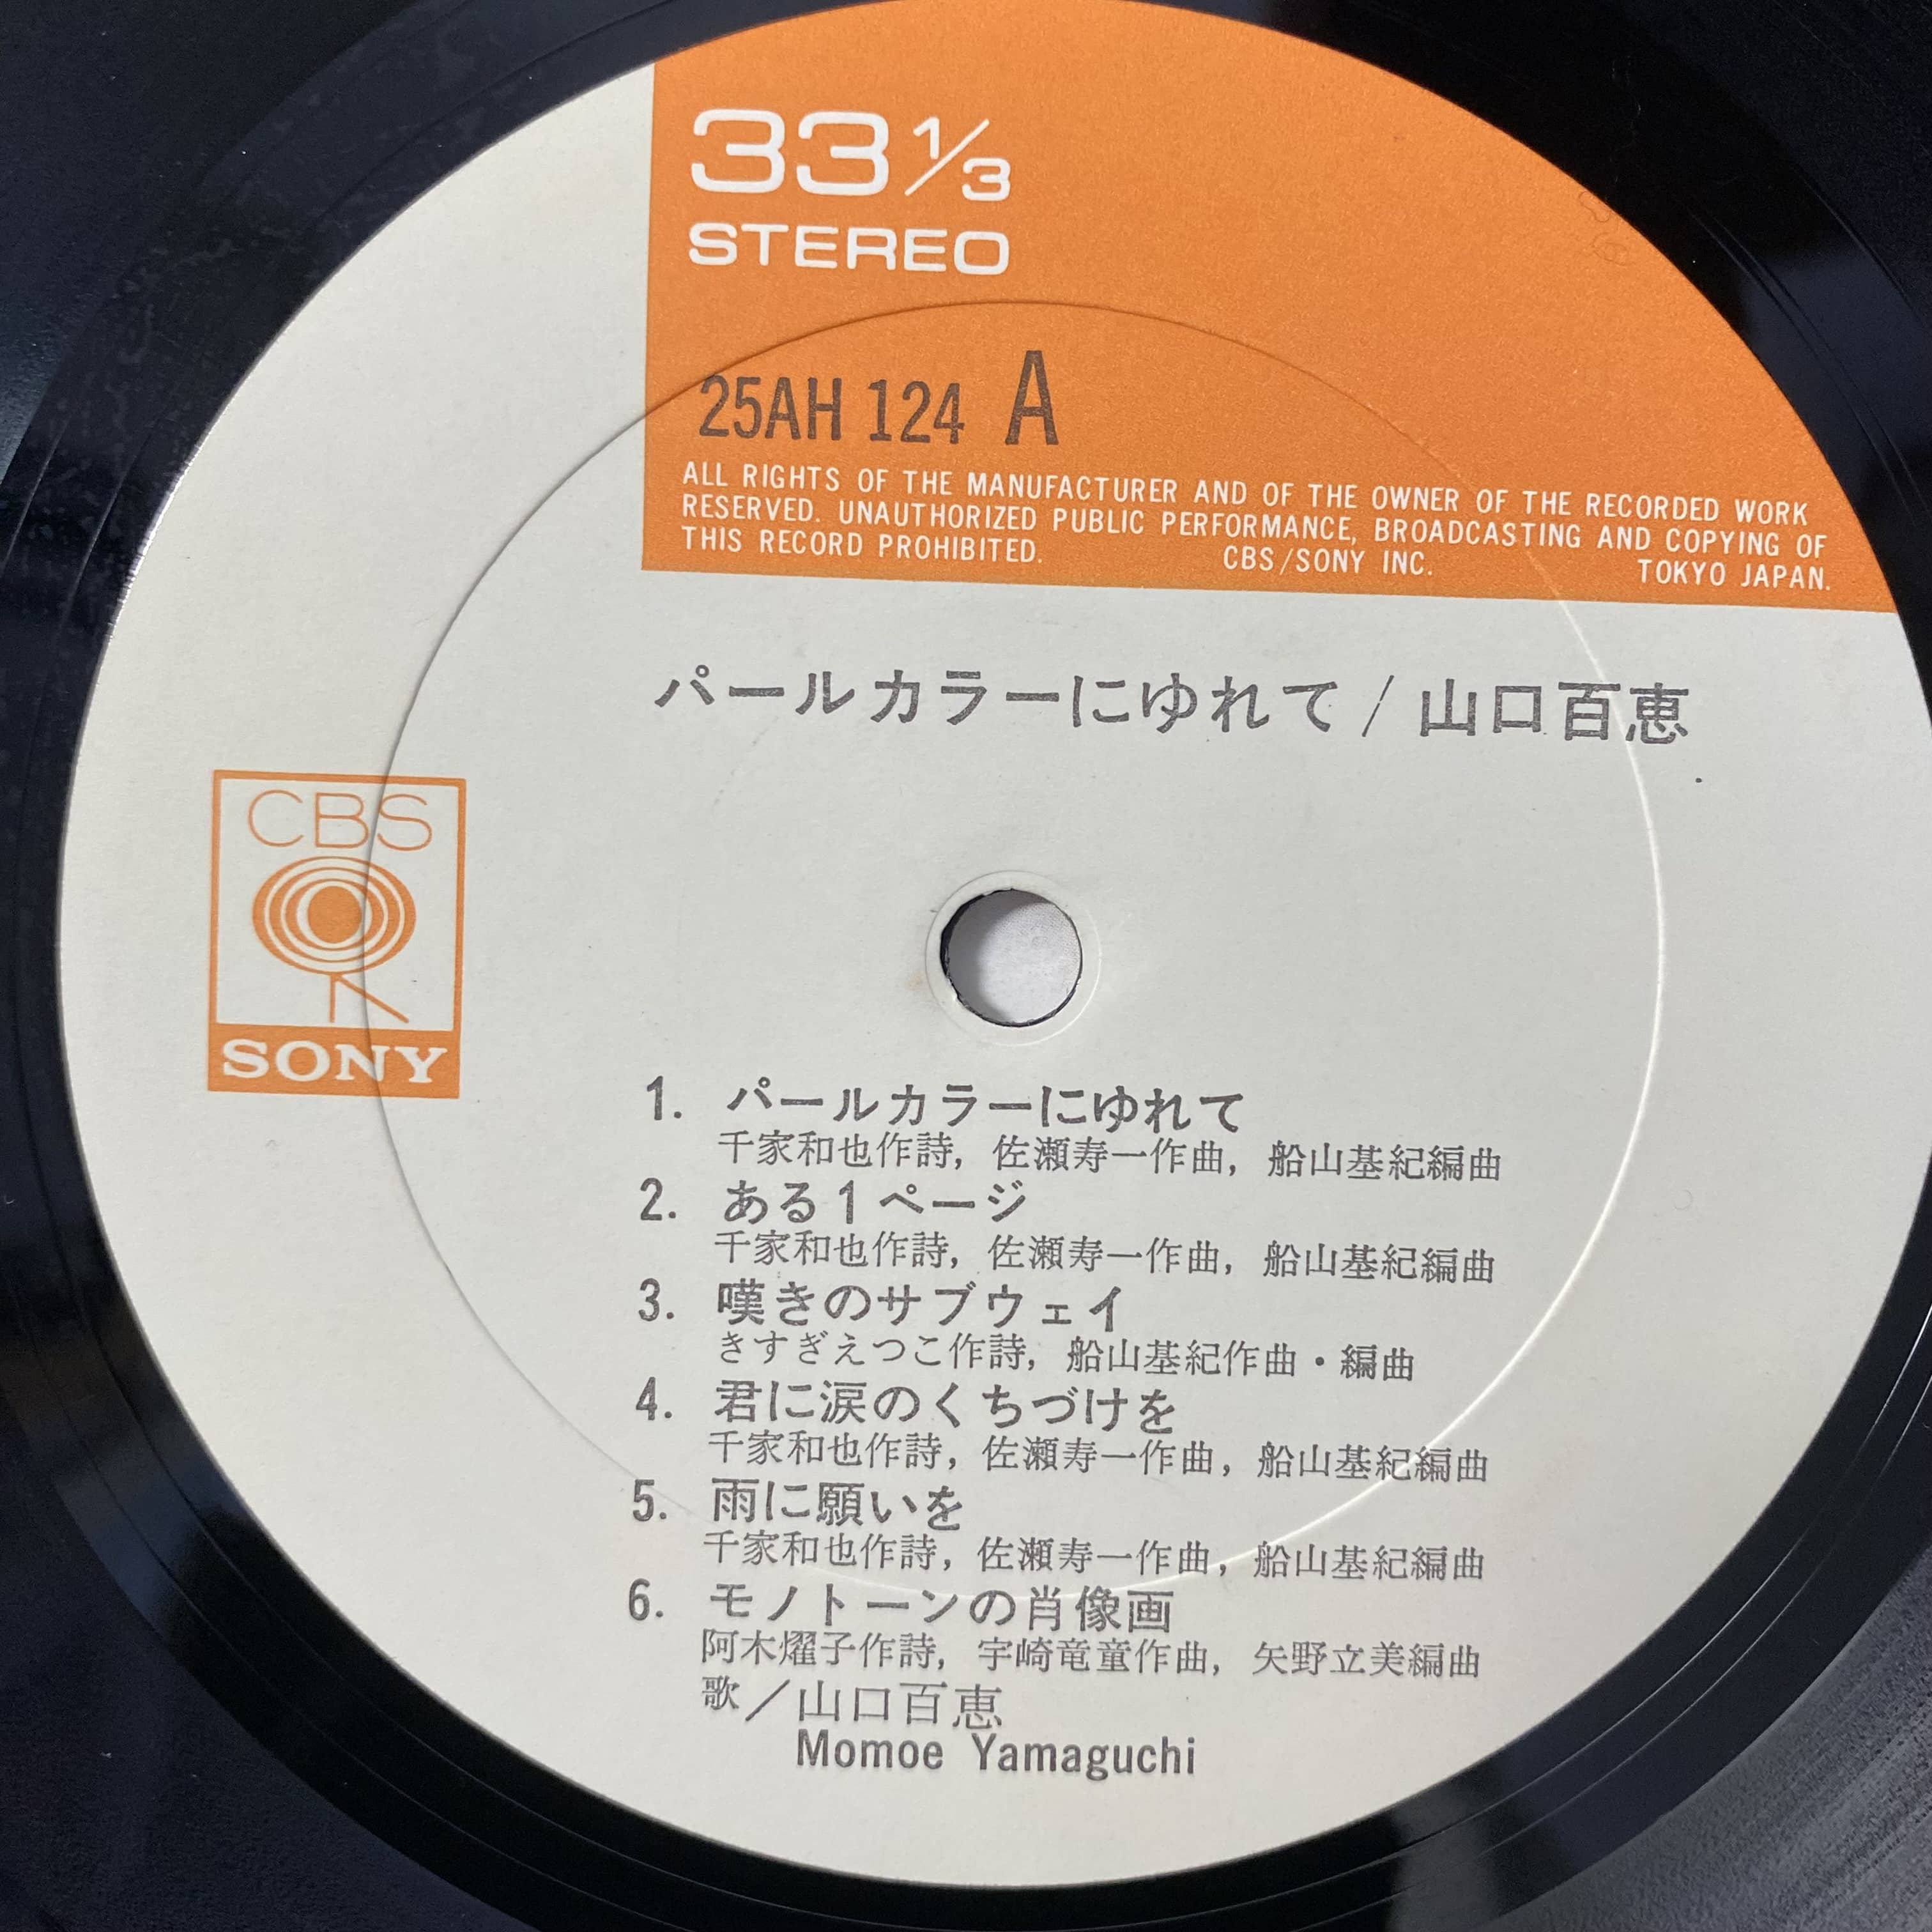 33 1/3
STEREO
25AH 124 A
ALL RIGHTS OF THE MANUFACTURER AND OF THE OWNER OF THE RECORDED WORK
RESERVED. UNAUTHORIZED PUBLIC PERFORMANCE, BROADCASTING AND COPYING OF
THIS RECORD PROHIBITED. CBS/SONY INC. TOKYO JAPAN.
パールカラーにゆれて/山口百恵
CBS
SONY
1. パールカラーにゆれて
千家和也作詩, 佐瀬寿一作曲, 船山基紀編曲
2. ある1ページ
千家和也作詩, 佐瀬寿一作曲, 船山基紀編曲
3. 嘆きのサブウェイ
きすぎえつこ作詩, 船山基紀作曲・編曲
4. 君に涙のくちづけを
千家和也作詩, 佐瀬寿一作曲, 船山基紀編曲
5. 雨に願いを
千家和也作詩, 佐瀬寿一作曲, 船山基紀編曲
6. モノトーンの肖像画
阿木燿子作詩, 宇崎竜童作曲, 矢野立美編曲
歌/山口百恵
Momoe Yamaguchi